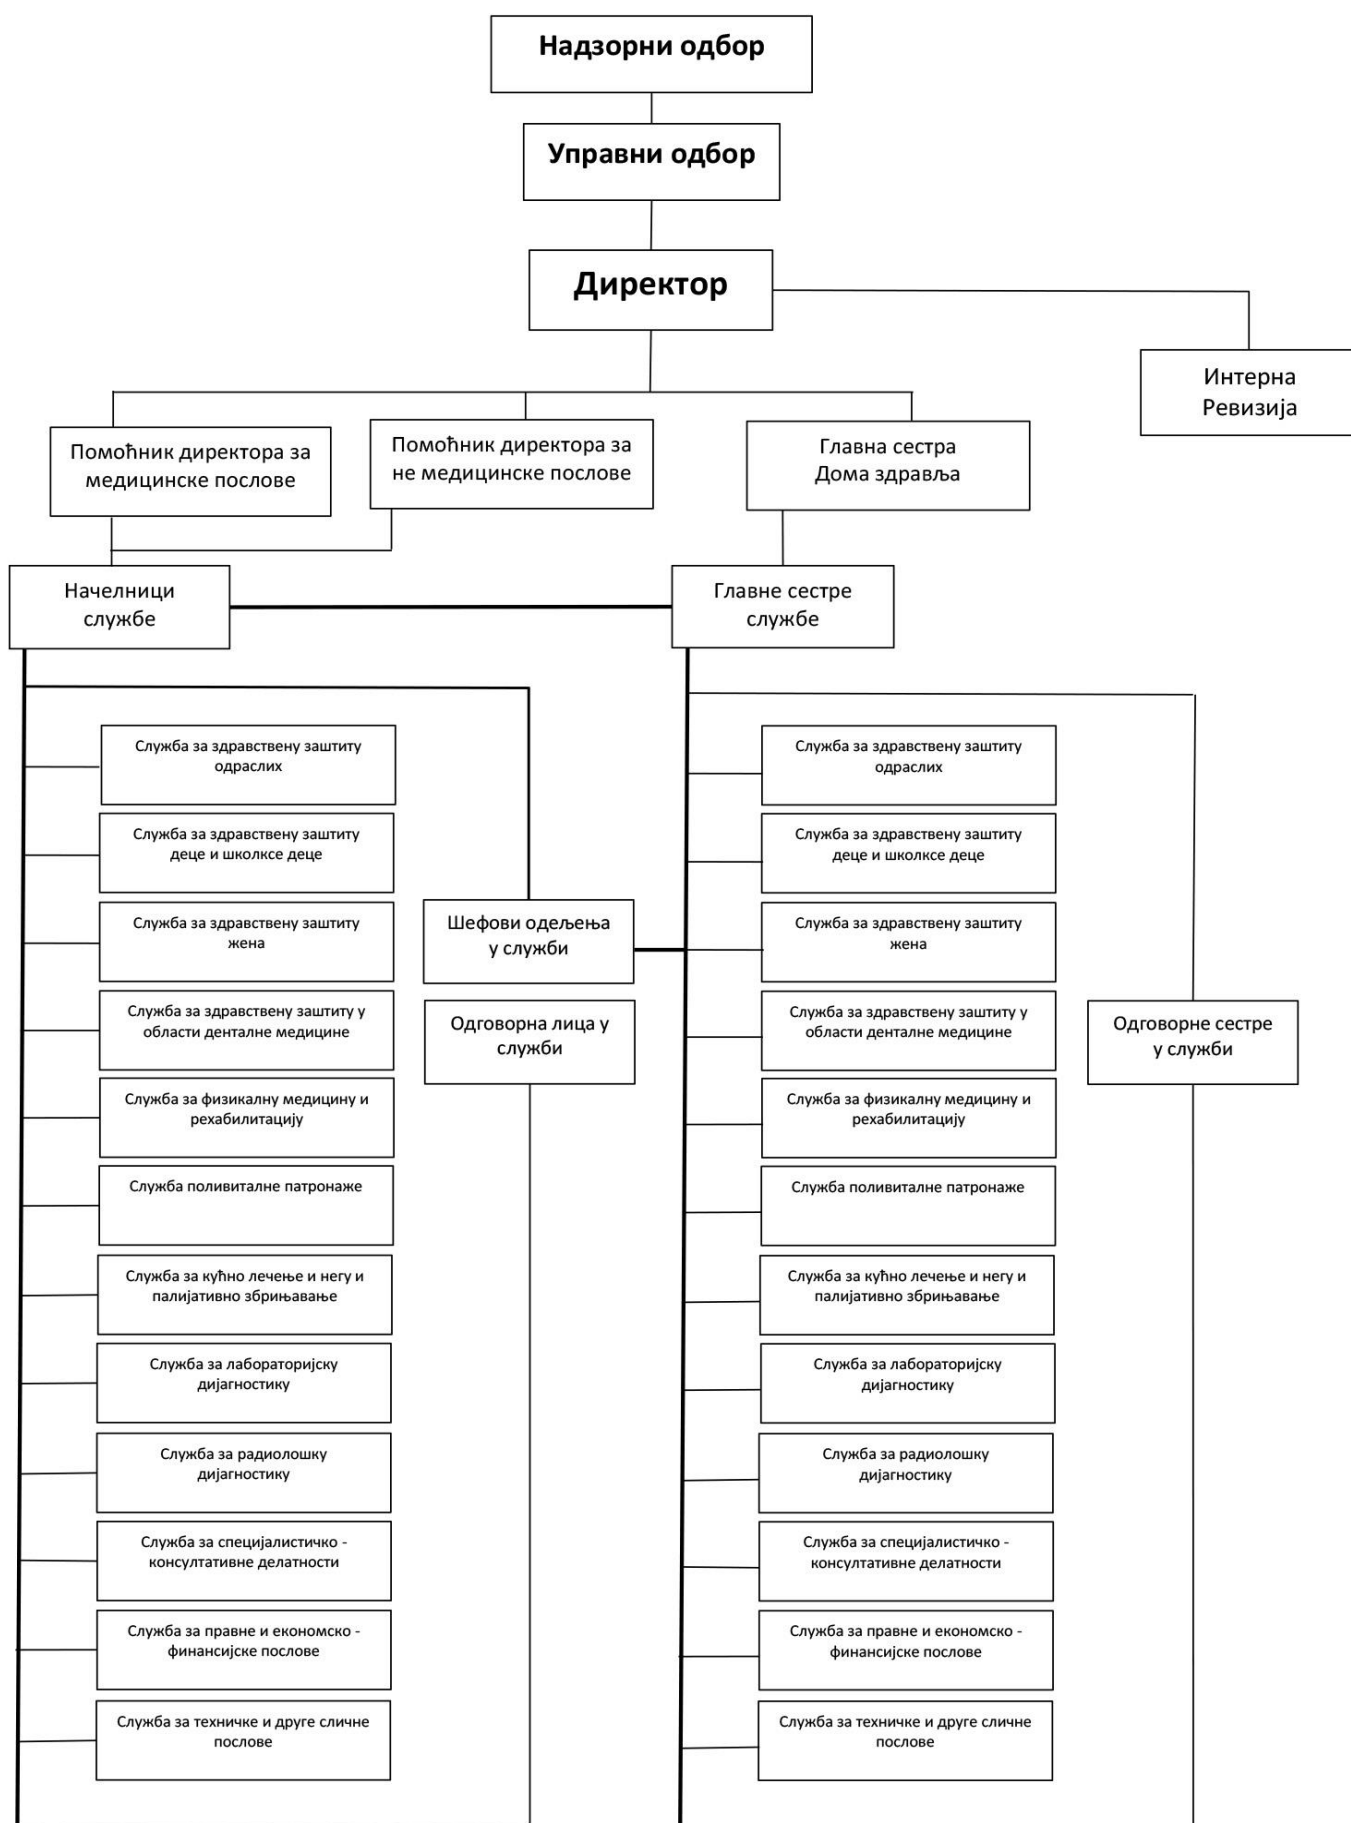 Надзорни одбор
Управни одбор
Директор
Интерна
Ревизија
Помоћник директора за
медицинске послове
Помоћник директора за
не медицинске послове
Главна сестра
Дома здравља
Начелници
службе
Главне сестре
службе
Служба за здравствену заштиту
одраслих
Служба за здравствену заштиту
деце и школксе деце
Служба за здравствену заштиту
жена
Служба за здравствену заштиту у
области денталне медицине
Служба за физикалну медицину и
рехабилитацију
Служба поливиталне патронаже
Служба за кућно лечење и негу и
палијативно збрињавање
Служба за лабораторијску
дијагностику
Служба за радиолошку
дијагностику
Служба за специјалистичко -
консултативне делатности
Служба за правне и економско -
финансијске послове
Служба за техничке и друге сличне
послове
Шефови одељења
у служби
Одговорна лица у
служби
Служба за здравствену заштиту
одраслих
Служба за здравствену заштиту
деце и школксе деце
Служба за здравствену заштиту
жена
Служба за здравствену заштиту у
области денталне медицине
Служба за физикалну медицину и
рехабилитацију
Служба поливиталне патронаже
Служба за кућно лечење и негу и
палијативно збрињавање
Служба за лабораторијску
дијагностику
Служба за радиолошку
дијагностику
Служба за специјалистичко -
консултативне делатности
Служба за правне и економско -
финансијске послове
Служба за техничке и друге сличне
послове
Одговорне сестре
у служби